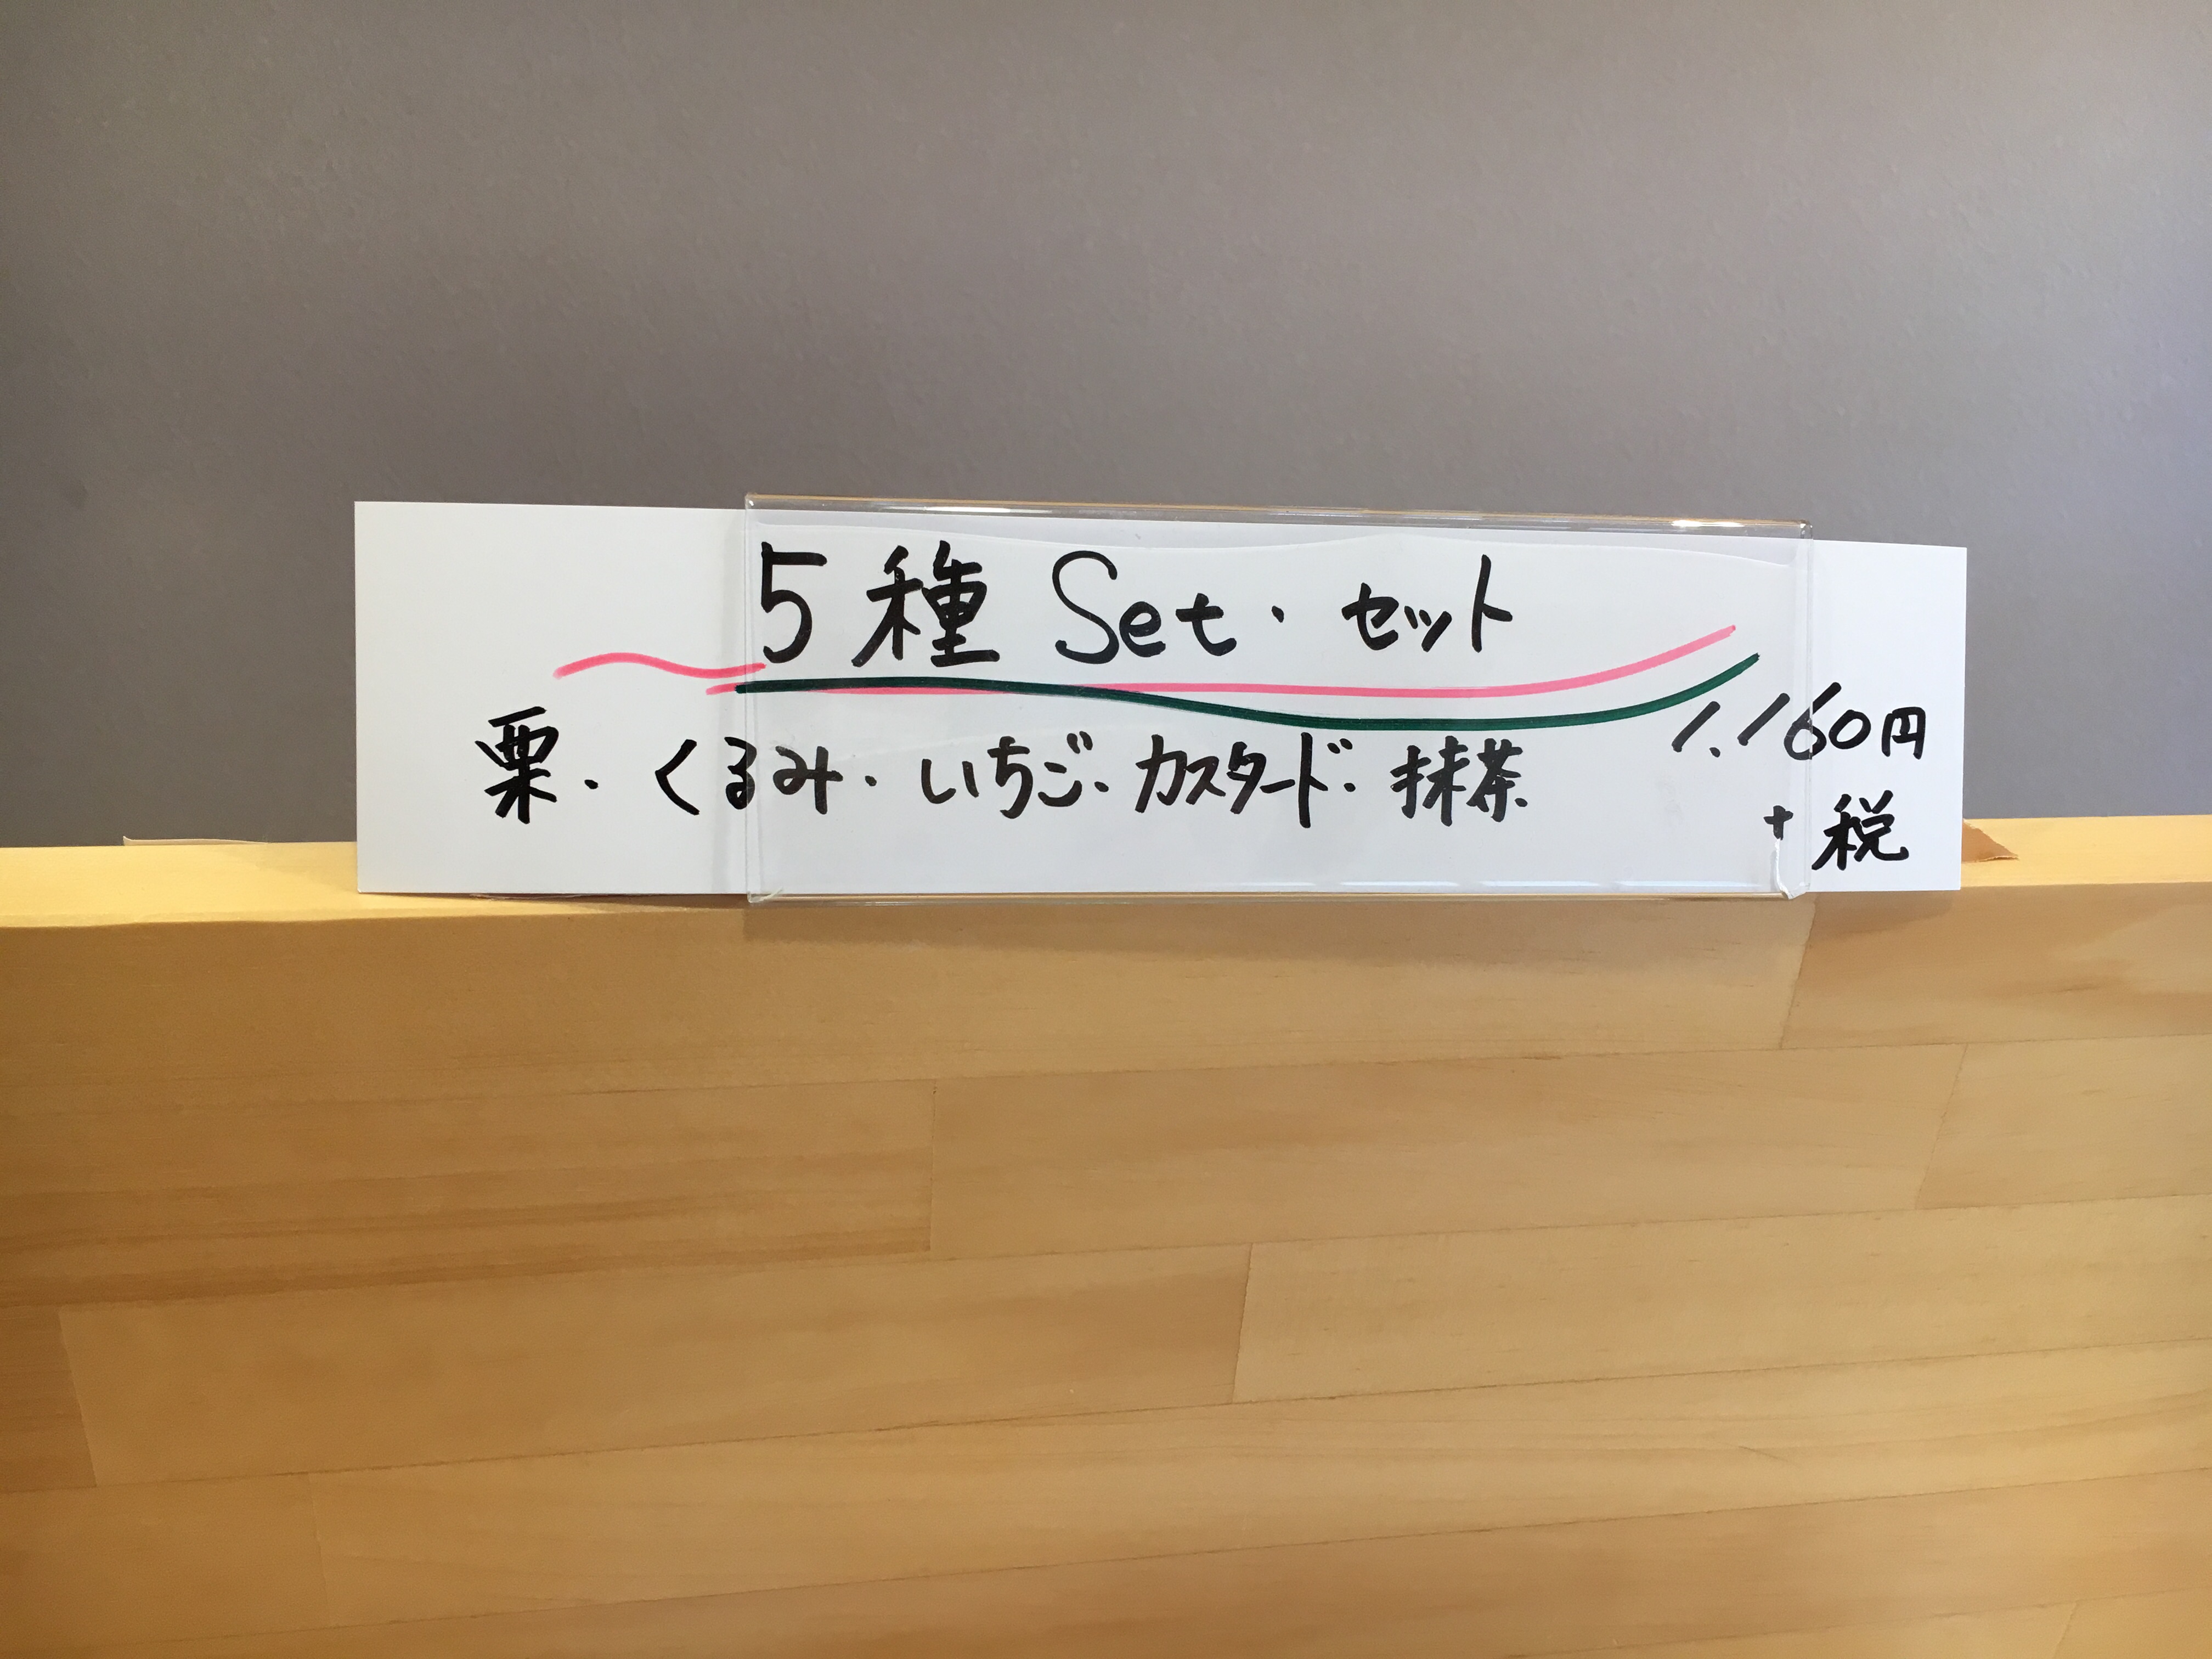 5種 Set・セット
栗・くるみ・いちご・カスタード・抹茶
1.160円
+税